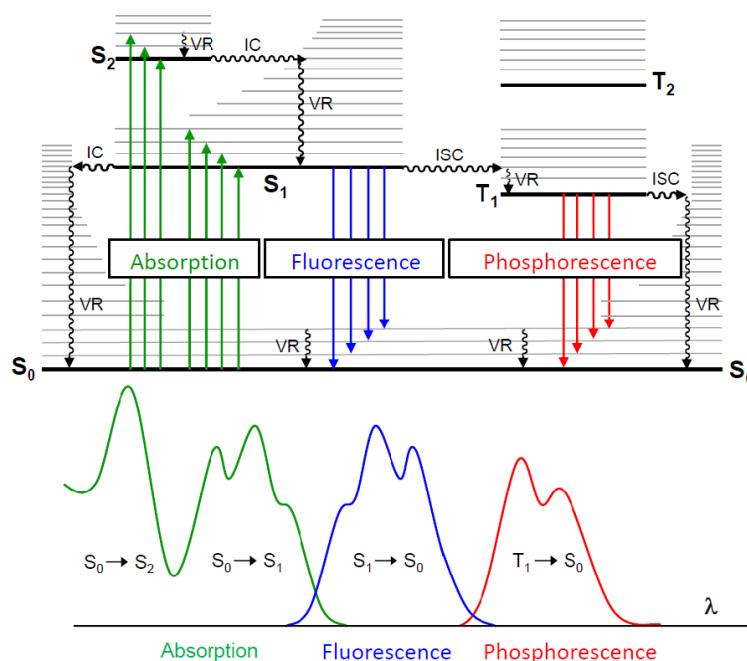 VR IC
S2
T2
VR
IC ISC
S1 VR ISC
T1
Absorption Fluorescence Phosphorescence
VR
VR VR VR
S0 S0
S0 → S2 S0 → S1 S1 → S0 T1 → S0
λ
Absorption Fluorescence Phosphorescence